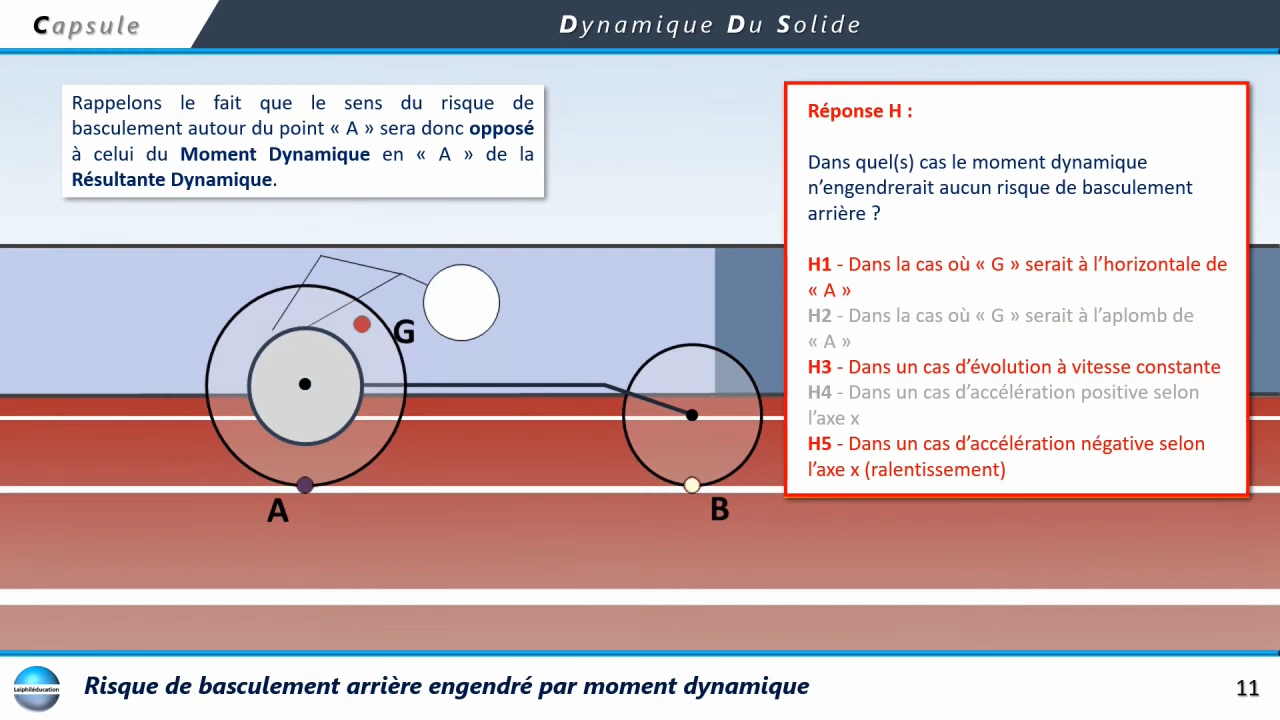 Capsule
Dynamique Du Solide
Rappelons le fait que le sens du risque de
basculement autour du point « A » sera donc opposé
à celui du Moment Dynamique en « A » de la
Résultante Dynamique.
Réponse H :
Dans quel(s) cas le moment dynamique
n'engendrerait aucun risque de basculement
arrière ?
H1 - Dans la cas où « G » serait à l'horizontale de
« A »
H2 - Dans la cas où « G » serait à l'aplomb de
« A »
H3 - Dans un cas d'évolution à vitesse constante
H4 - Dans un cas d'accélération positive selon
l'axe x
H5 - Dans un cas d'accélération négative selon
l'axe x (ralentissement)
G
A
B
Laiphiléducation
Risque de basculement arrière engendré par moment dynamique
11